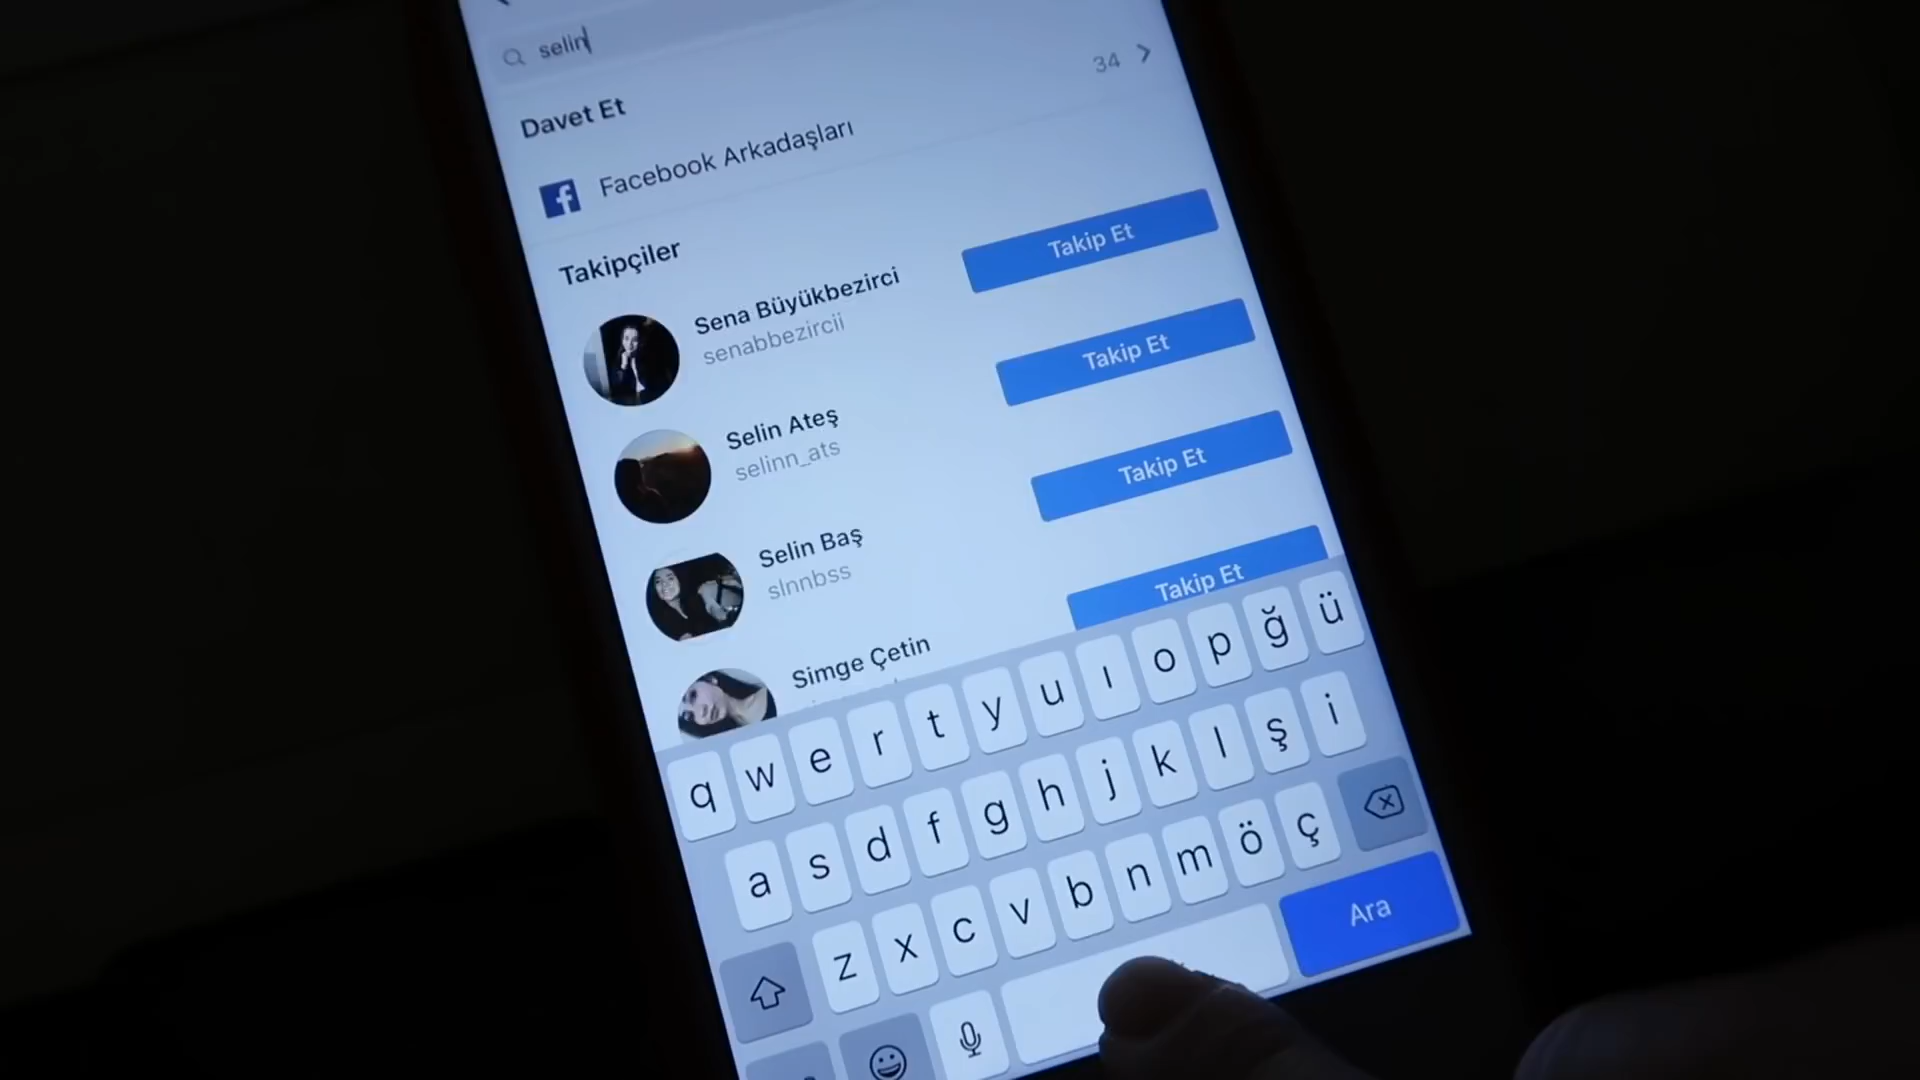 selin
34
Davet Et
Facebook Arkadaşları
Takipçiler
Sena Büyükbezirci
senabbezircii
Takip Et
Selin Ateş
selinn_ats
Takip Et
Selin Baş
slnnbss
Takip Et
Simge Çetin
Takip Et
q w e r t y u ı o p ğ ü
a s d f g h j k l ş i
z x c v b n m ö ç
Ara